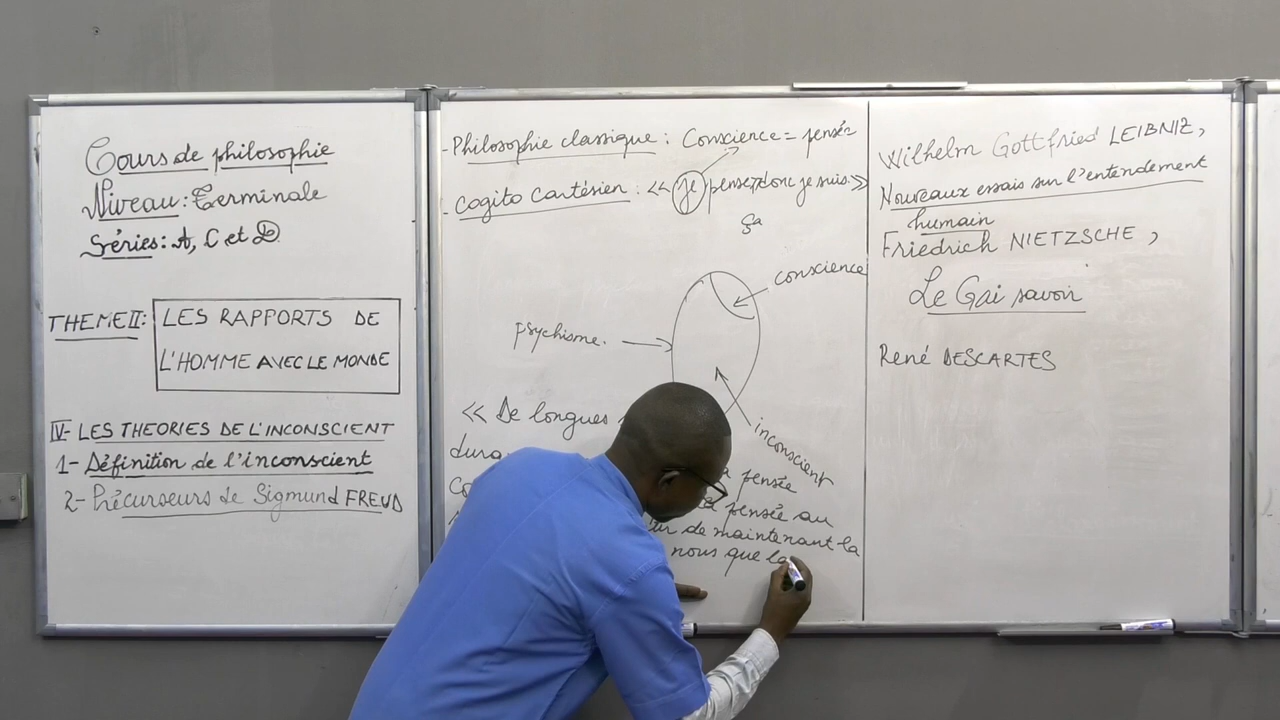 Cours de philosophie
Niveau : Terminale
Séries : A, C et D
THEME II :
LES RAPPORTS DE
L'HOMME AVEC LE MONDE
IV- LES THEORIES DE L'INCONSCIENT
1- Définition de l'inconscient
2- Précurseurs de Sigmund FREUD
- Philosophie classique : Conscience = pensée
- Cogito Cartésien : << je pense, donc je suis. >>
ça
conscience
psychisme.
inconscient
<< De longues
pensée
la pensée au
de maintenant la
nous que la
Wilhelm Gottfried LEIBNIZ,
Nouveaux essais sur l'entendement
humain
Friedrich NIETZSCHE,
Le Gai savoir
René DESCARTES